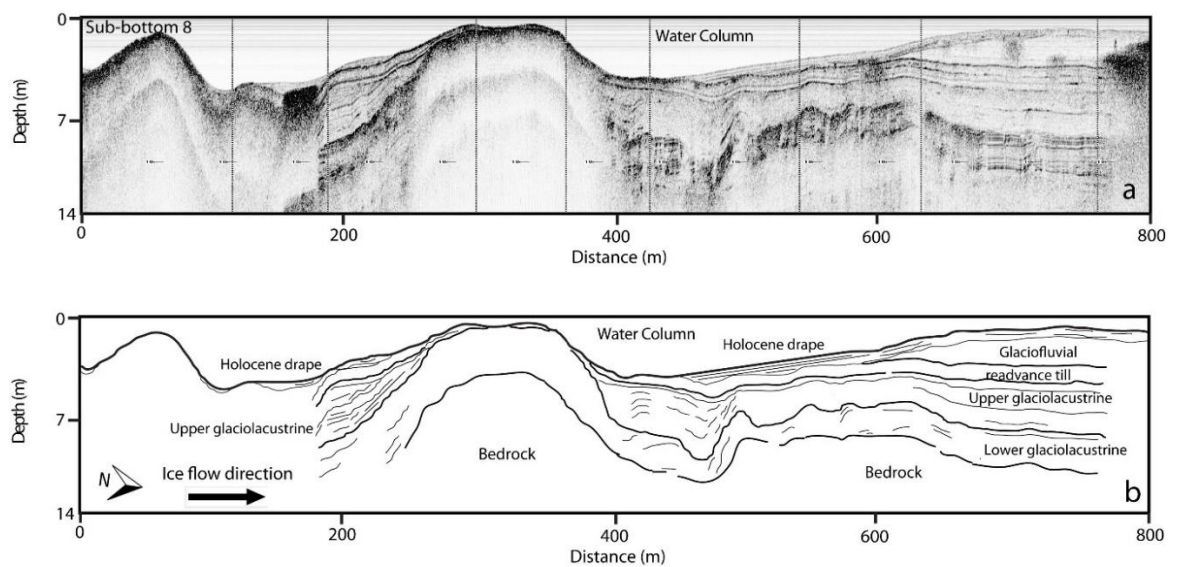 Sub-bottom 8
Water Column
0
7
14
Depth (m)
a
0
200
400
600
800
Distance (m)
Water Column
Holocene drape
Holocene drape
Glaciofluvial
readvance till
Upper glaciolacustrine
Upper glaciolacustrine
Lower glaciolacustrine
Bedrock
Bedrock
N
Ice flow direction
0
7
14
Depth (m)
b
0
200
400
600
800
Distance (m)